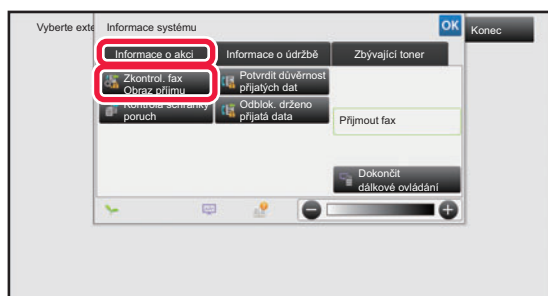 Vyberte exte
Informace systému
OK
Konec
Informace o akci
Informace o údržbě
Zbývající toner
Zkontrol. fax
Obraz příjmu
Potvrdit důvěrnost
přijatých dat
Kontrola schránky
poruch
Odblok. drženo
přijatá data
Přijmout fax
Dokončit
dálkové ovládání